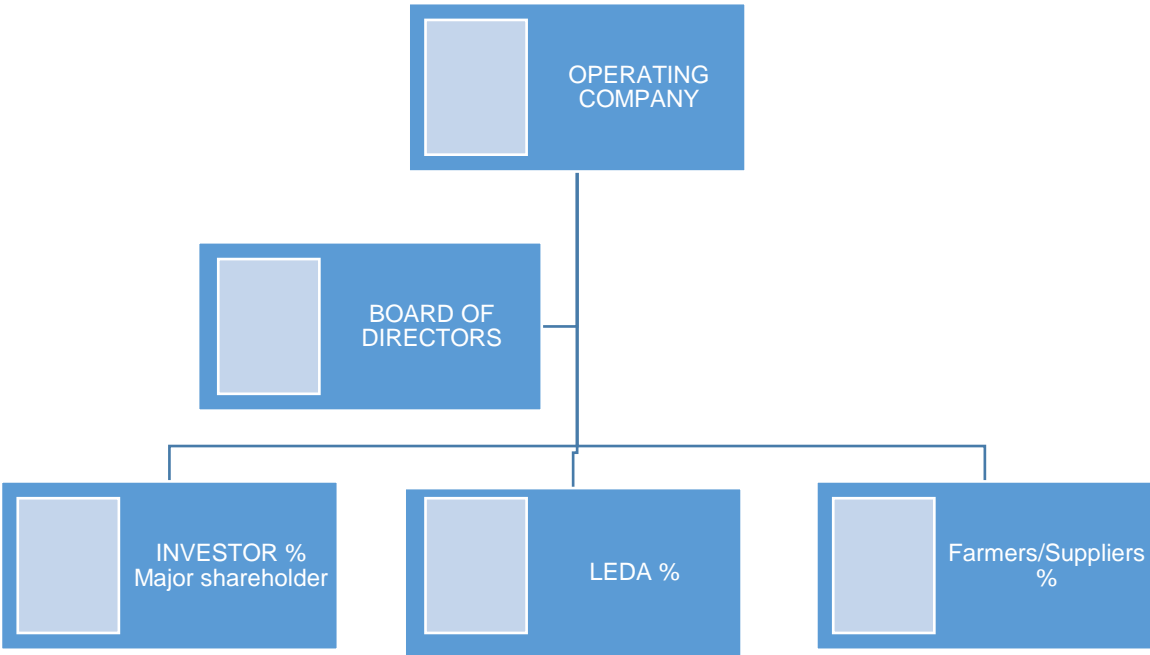 OPERATING
COMPANY
BOARD OF
DIRECTORS
INVESTOR %
Major shareholder
LEDA %
Farmers/Suppliers
%